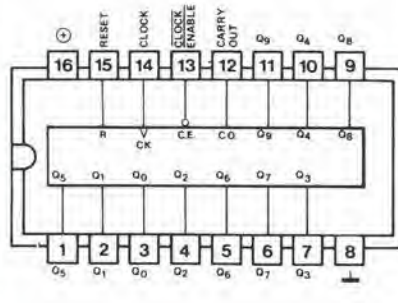 RESET CLOCK CLOCK ENABLE CARRY OUT Q9 Q4 Q8
16 15 14 13 12 11 10 9
R V CK C.E. C.O. Q9 Q4 Q8
Q5 Q1 Q0 Q2 Q6 Q7 Q3
1 2 3 4 5 6 7 8
Q5 Q1 Q0 Q2 Q6 Q7 Q3